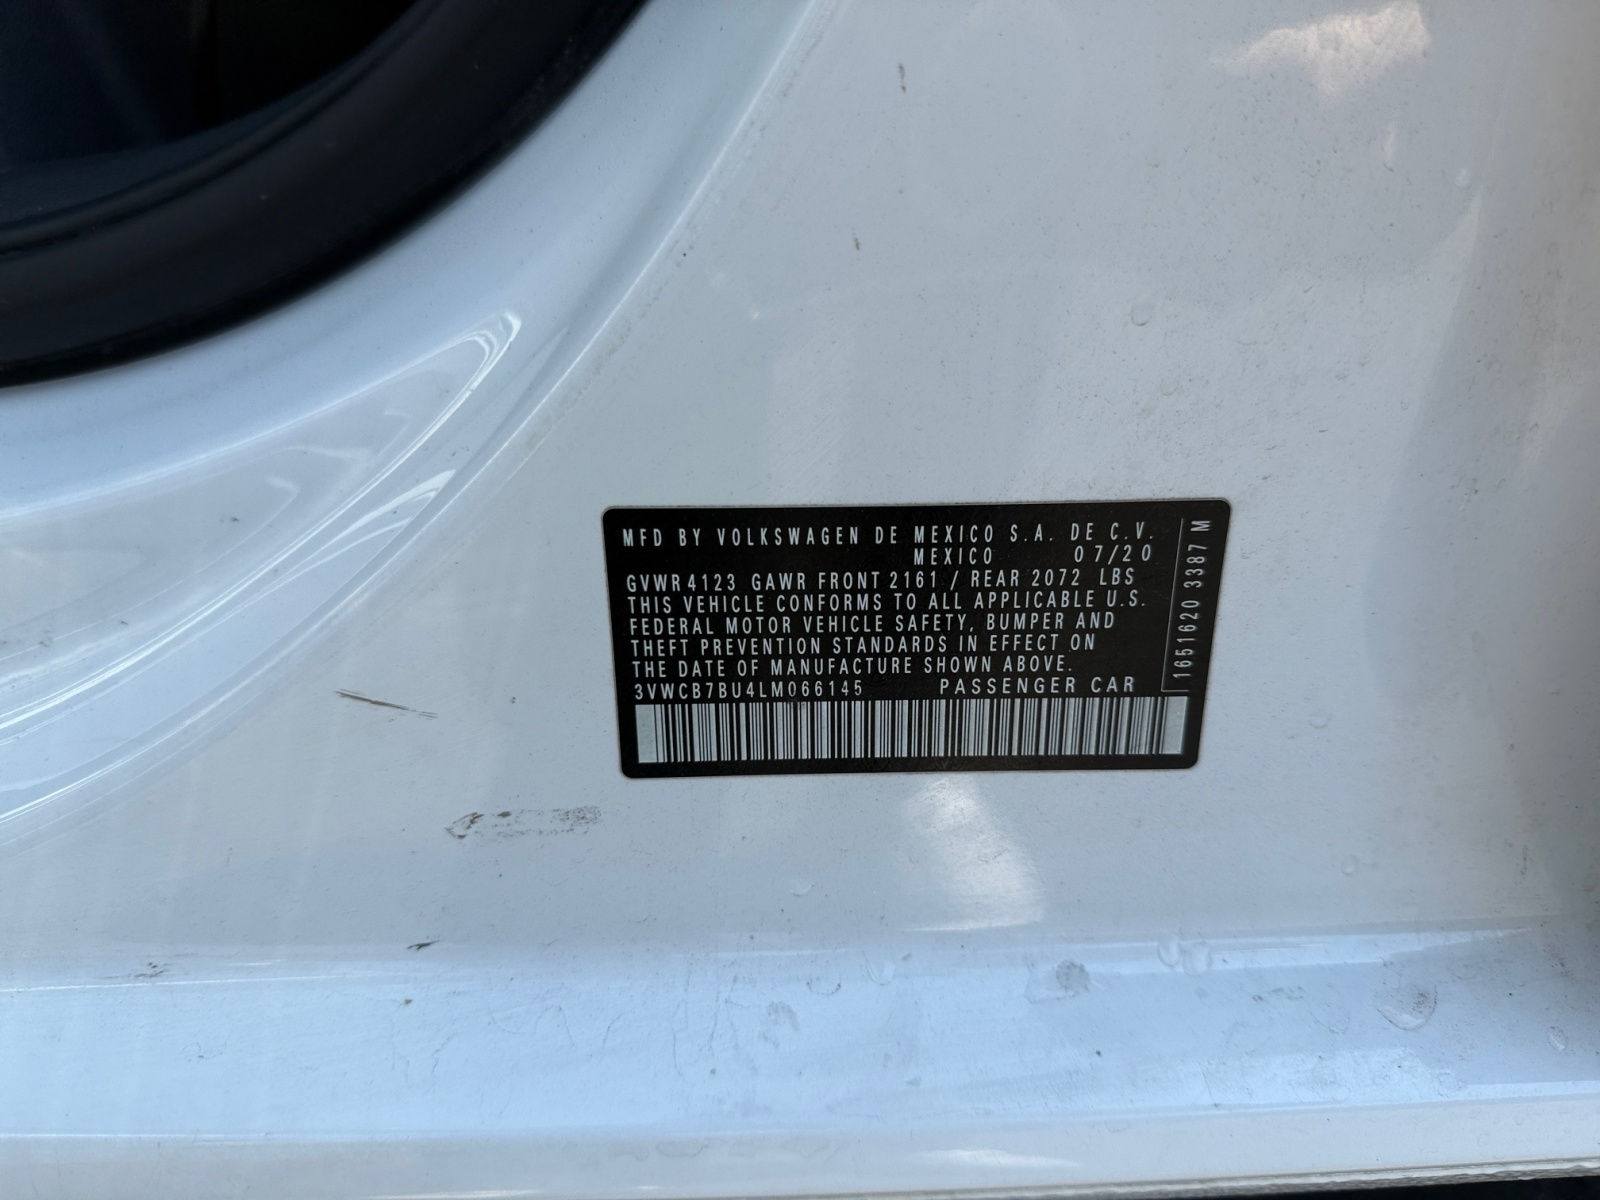 MFD BY VOLKSWAGEN DE MEXICO S.A. DE C.V.
MEXICO 07/20
GVWR 4123 GAWR FRONT 2161 / REAR 2072 LBS
THIS VEHICLE CONFORMS TO ALL APPLICABLE U.S.
FEDERAL MOTOR VEHICLE SAFETY, BUMPER AND
THEFT PREVENTION STANDARDS IN EFFECT ON
THE DATE OF MANUFACTURE SHOWN ABOVE.
3VWCB7BU4LM066145 PASSENGER CAR
1651620 3387 M